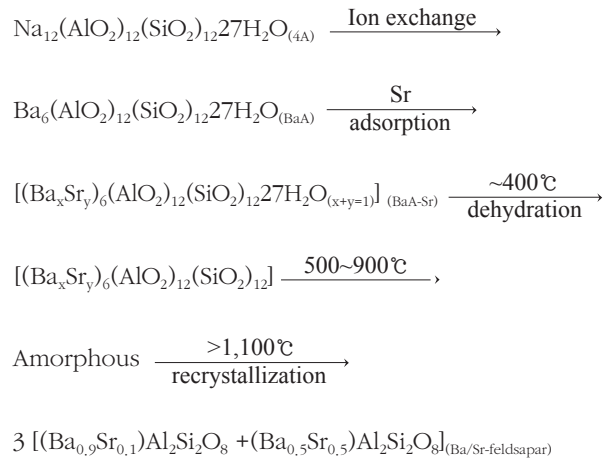 Na₁₂(AlO₂)₁₂(SiO₂)₁₂27H₂O₍₄A₎ Ion exchange
Ba₆(AlO₂)₁₂(SiO₂)₁₂27H₂O(BaA) Sr adsorption
[(BaₓSrᵧ)₆(AlO₂)₁₂(SiO₂)₁₂27H₂O(x+y=1)] (BaA-Sr) ~400℃ dehydration
[(BaₓSrᵧ)₆(AlO₂)₁₂(SiO₂)₁₂] 500~900℃
Amorphous >1,100℃ recrystallization
3 [(Ba₀.₉Sr₀.₁)Al₂Si₂O₈ +(Ba₀.₅Sr₀.₅)Al₂Si₂O₈](Ba/Sr-feldsapar)